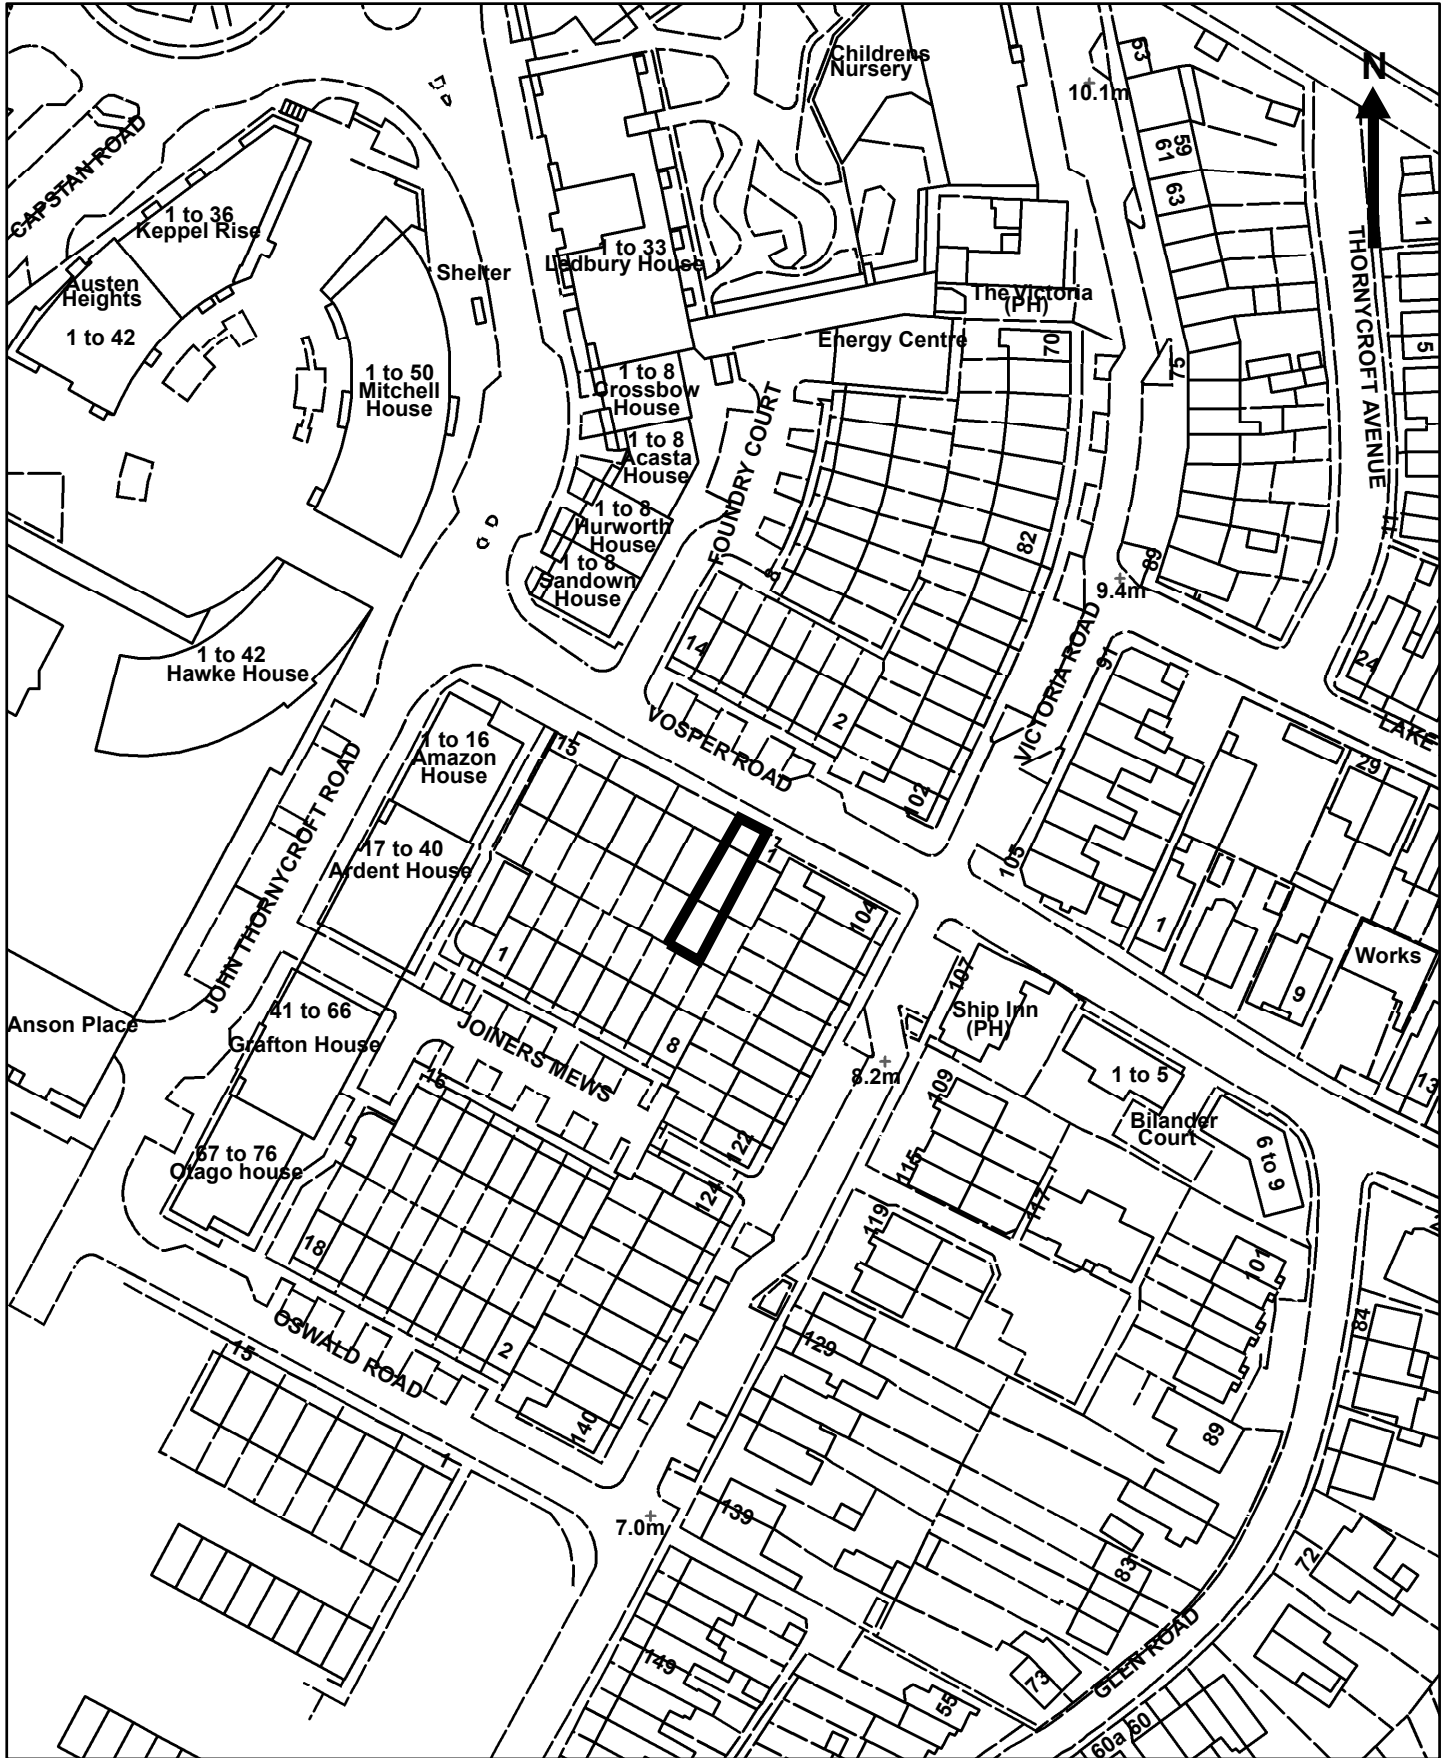 Childrens
Nursery
53
N
10.1m
59
61
63
CAPSTAN ROAD
1 to 36
Keppel Rise
1 to 33
Ledbury House
Shelter
Austen
Heights
1 to 42
The Victoria
(PH)
Energy Centre
70
75
1
5
THORNYCROFT AVENUE
11
1 to 50
Mitchell
House
1 to 8
Crossbow
House
1 to 8
Acasta
House
1 to 8
Hurworth
House
1 to 8
Sandown
House
FOUNDRY COURT
8
82
89
9.4m
VICTORIA ROAD
91
24
LAKE
1 to 42
Hawke House
14
2
VOSPER ROAD
102
29
1 to 16
Amazon
House
15
17 to 40
Ardent House
JOHN THORNYCROFT ROAD
1
104
105
1
9
13
Works
1
8
JOINERS MEWS
107
Ship Inn
(PH)
8.2m
Anson Place
41 to 66
Grafton House
16
109
1 to 5
Bilander
Court
6 to 9
67 to 76
Otago house
122
124
115
117
119
101
84
18
OSWALD ROAD
2
15
1
140
129
89
139
7.0m
83
72
149
73
55
GLEN ROAD
60a
60